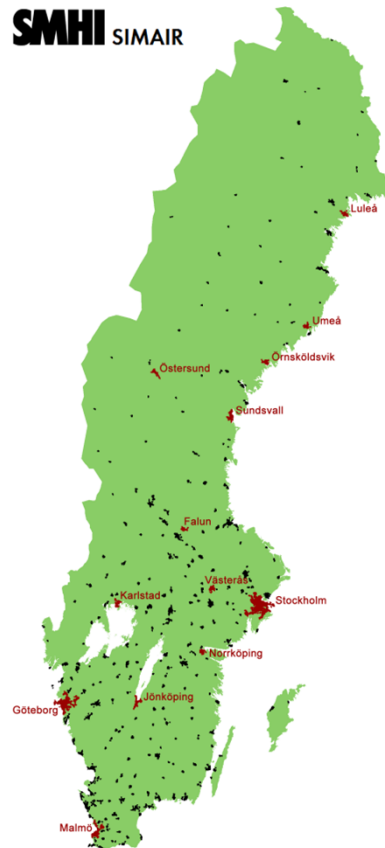 SMHI SIMAIR
Luleå
Umeå
Örnsköldsvik
Östersund
Sundsvall
Falun
Västerås
Karlstad
Stockholm
Norrköping
Jönköping
Göteborg
Malmö